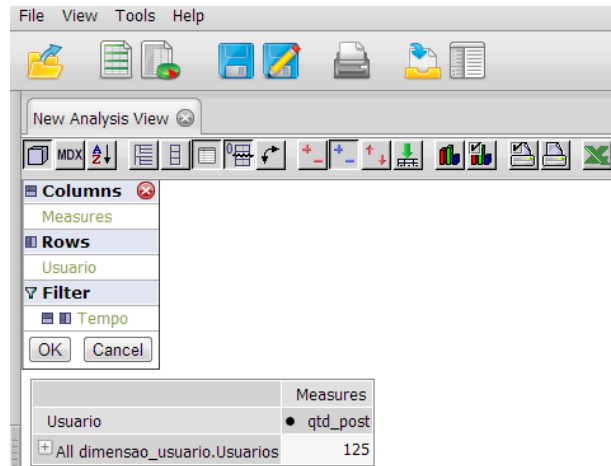 File View Tools Help
New Analysis View
MDX A Z
Columns
Measures
Rows
Usuario
Filter
Tempo
OK Cancel
Measures
Usuario qtd_post
All dimensao_usuario.Usuarios 125